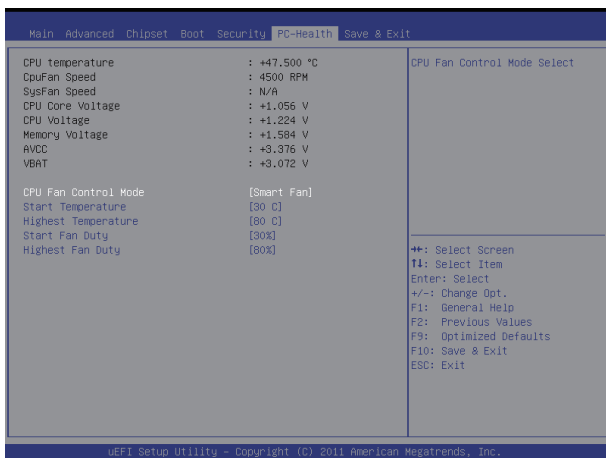 Main Advanced Chipset Boot Security PC-Health Save & Exit
CPU temperature : +47.500 °C
CpuFan Speed : 4500 RPM
SysFan Speed : N/A
CPU Core Voltage : +1.056 V
CPU Voltage : +1.224 V
Memory Voltage : +1.584 V
AVCC : +3.376 V
VBAT : +3.072 V
CPU Fan Control Mode [Smart Fan]
Start Temperature [30 C]
Highest Temperature [80 C]
Start Fan Duty [30%]
Highest Fan Duty [80%]
CPU Fan Control Mode Select
→←: Select Screen
↑↓: Select Item
Enter: Select
+/-: Change Opt.
F1: General Help
F2: Previous Values
F9: Optimized Defaults
F10: Save & Exit
ESC: Exit
uEFI Setup Utility - Copyright (C) 2011 American Megatrends, Inc.